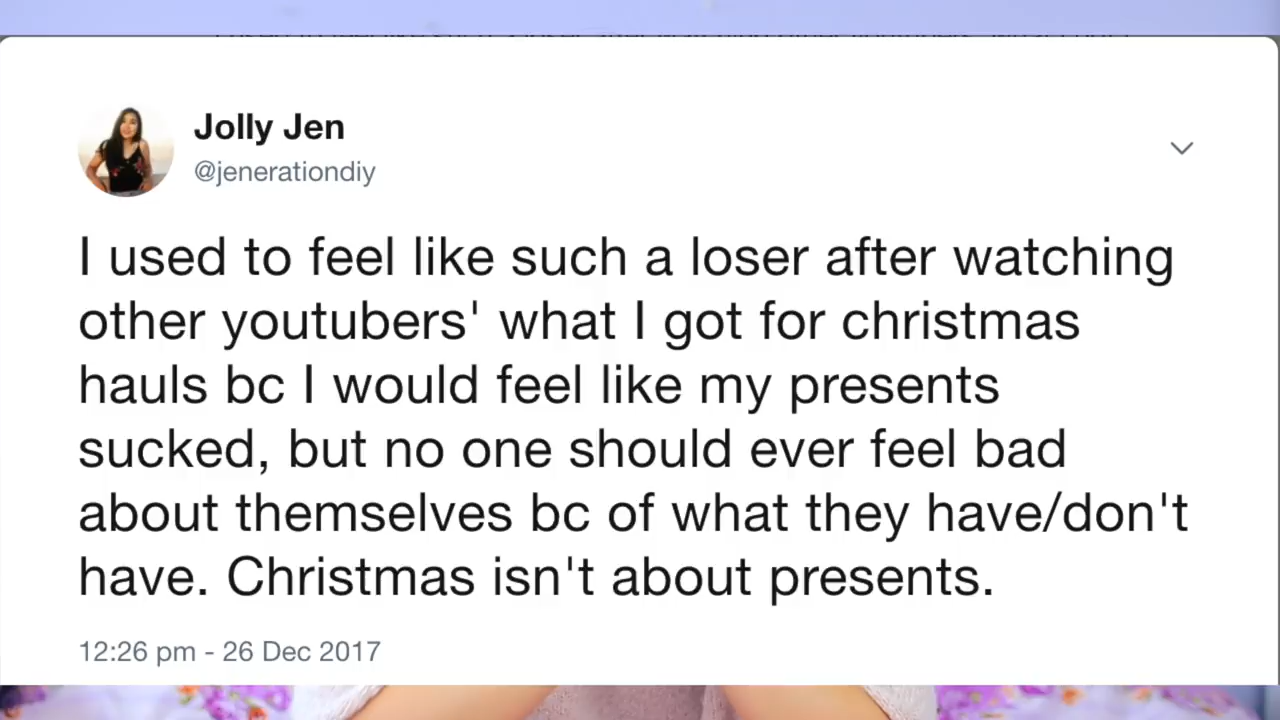 Jolly Jen
@jenerationdiy
I used to feel like such a loser after watching
other youtubers' what I got for christmas
hauls bc I would feel like my presents
sucked, but no one should ever feel bad
about themselves bc of what they have/don't
have. Christmas isn't about presents.
12:26 pm - 26 Dec 2017